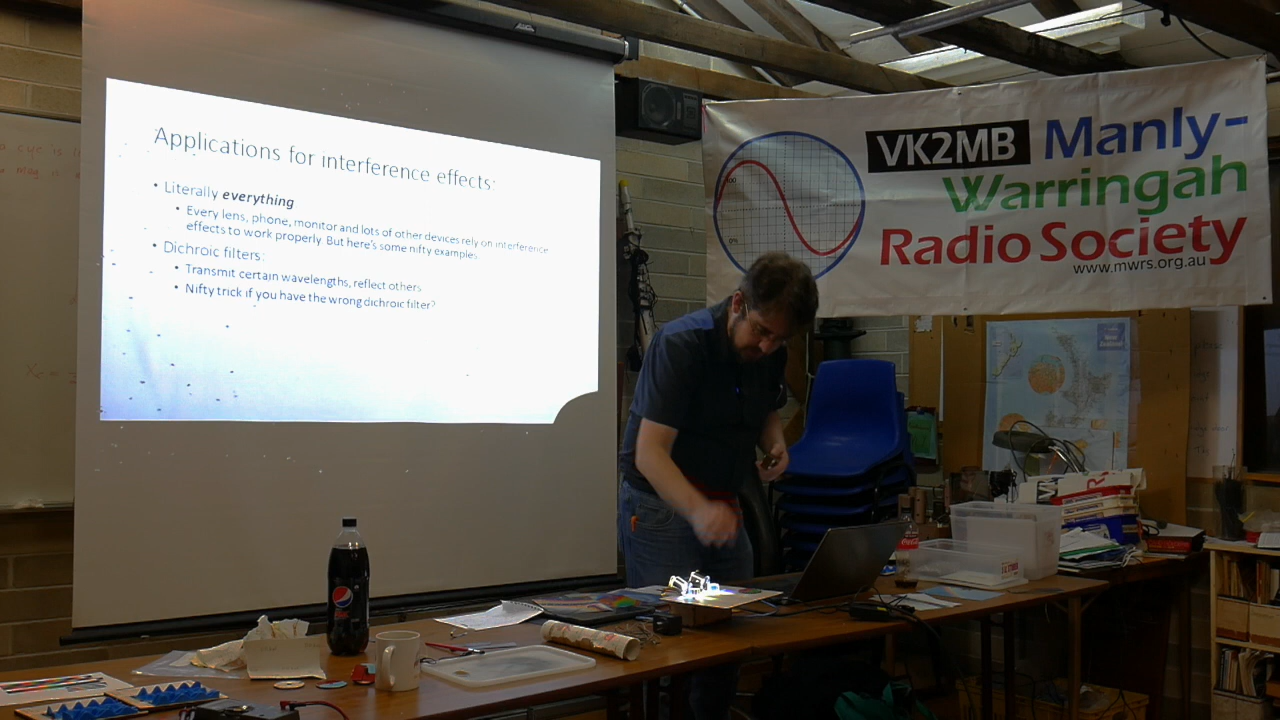 Applications for interference effects:
• Literally everything
• Every lens, phone, monitor and lots of other devices rely on interference
effects to work properly. But here's some nifty examples.
• Dichroic filters:
• Transmit certain wavelengths, reflect others
• Nifty trick if you have the wrong dichroic filter?
VK2MB Manly-
Warringah
Radio Society
www.mwrs.org.au
pepsi